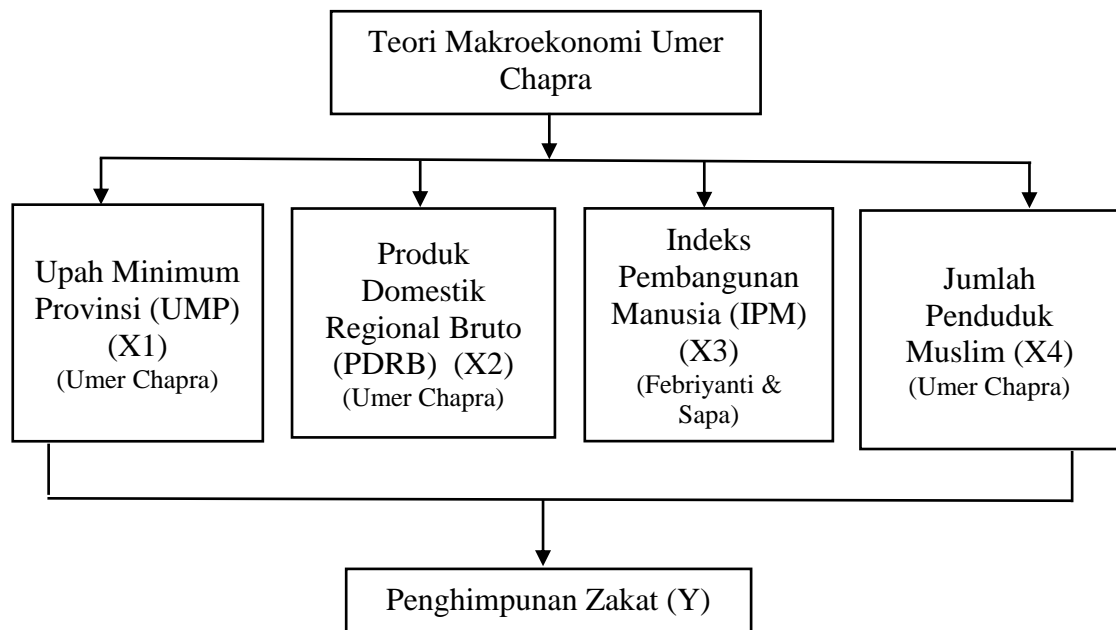 Teori Makroekonomi Umer
Chapra
Upah Minimum
Provinsi (UMP)
(X1)
(Umer Chapra)
Produk
Domestik
Regional Bruto
(PDRB) (X2)
(Umer Chapra)
Indeks
Pembangunan
Manusia (IPM)
(X3)
(Febriyanti &
Sapa)
Jumlah
Penduduk
Muslim (X4)
(Umer Chapra)
Penghimpunan Zakat (Y)